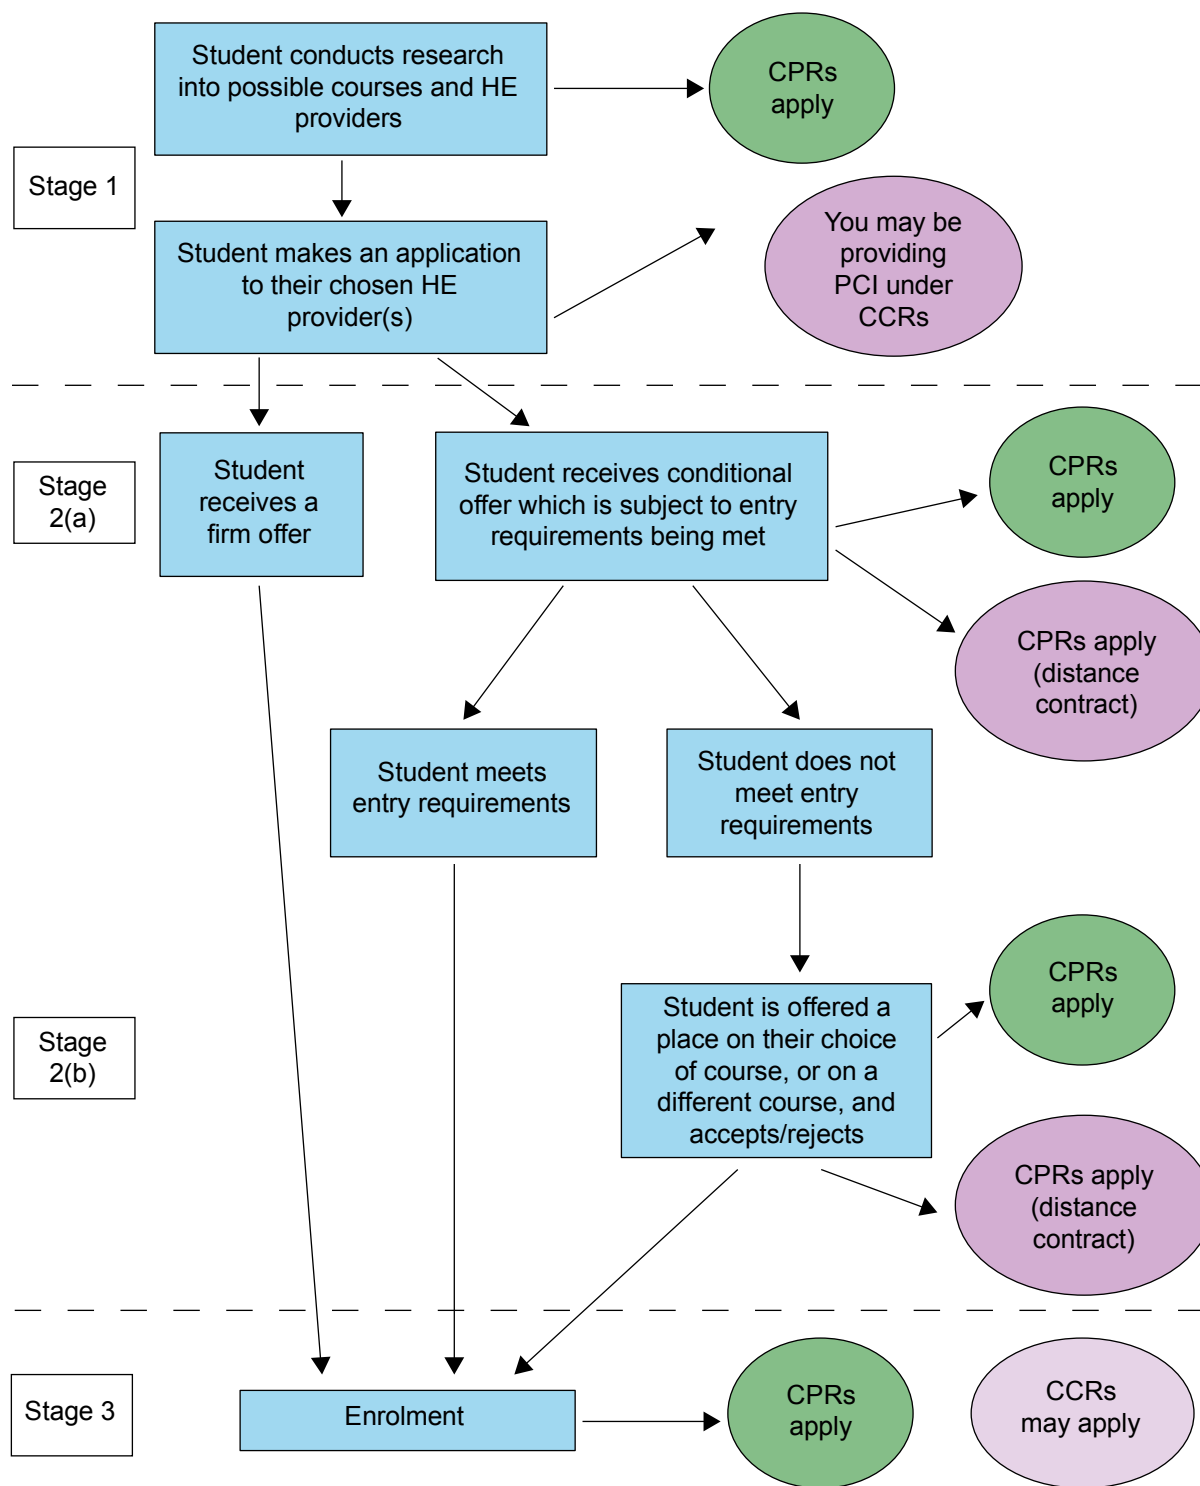 Student conducts research
into possible courses and HE
providers
CPRs
apply
Stage 1
Student makes an application
to their chosen HE
provider(s)
You may be
providing
PCI under
CCRs
Stage
2(a)
Student
receives a
firm offer
Student receives conditional
offer which is subject to entry
requirements being met
CPRs
apply
CPRs apply
(distance
contract)
Student meets
entry requirements
Student does not
meet entry
requirements
Stage
2(b)
Student is offered a
place on their choice
of course, or on a
different course, and
accepts/rejects
CPRs
apply
CPRs apply
(distance
contract)
Stage 3
Enrolment
CPRs
apply
CCRs
may apply